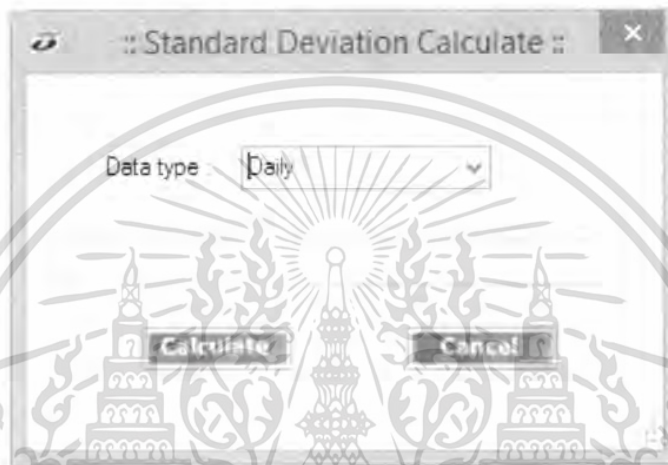 :: Standard Deviation Calculate ::
Data type : Daily
Calculate Cancel